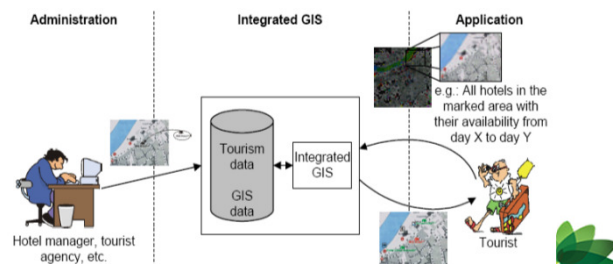 Administration
Integrated GIS
Application
e.g.: All hotels in the
marked area with
their availability from
day X to day Y
Tourism
data
GIS
data
Integrated
GIS
Hotel manager, tourist
agency, etc.
Tourist